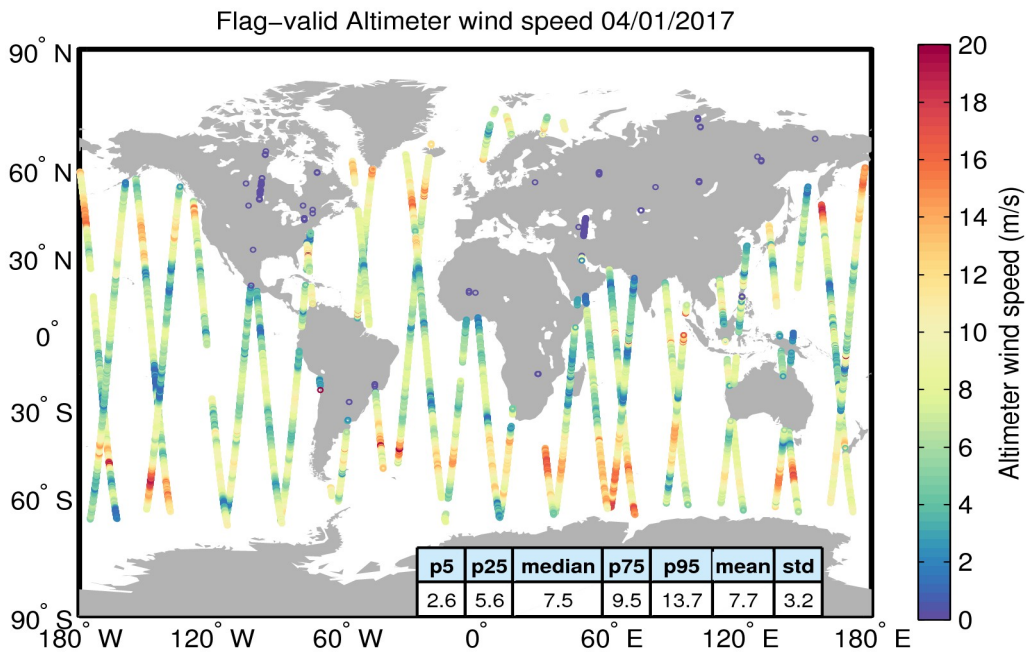 Flag−valid Altimeter wind speed 04/01/2017
90° N
60° N
30° N
0°
30° S
60° S
90° S
180° W
120° W
60° W
0°
60° E
120° E
180° E
p5 p25 median p75 p95 mean std
2.6 5.6 7.5 9.5 13.7 7.7 3.2
20
18
16
14
12
10
8
6
4
2
0
Altimeter wind speed (m/s)